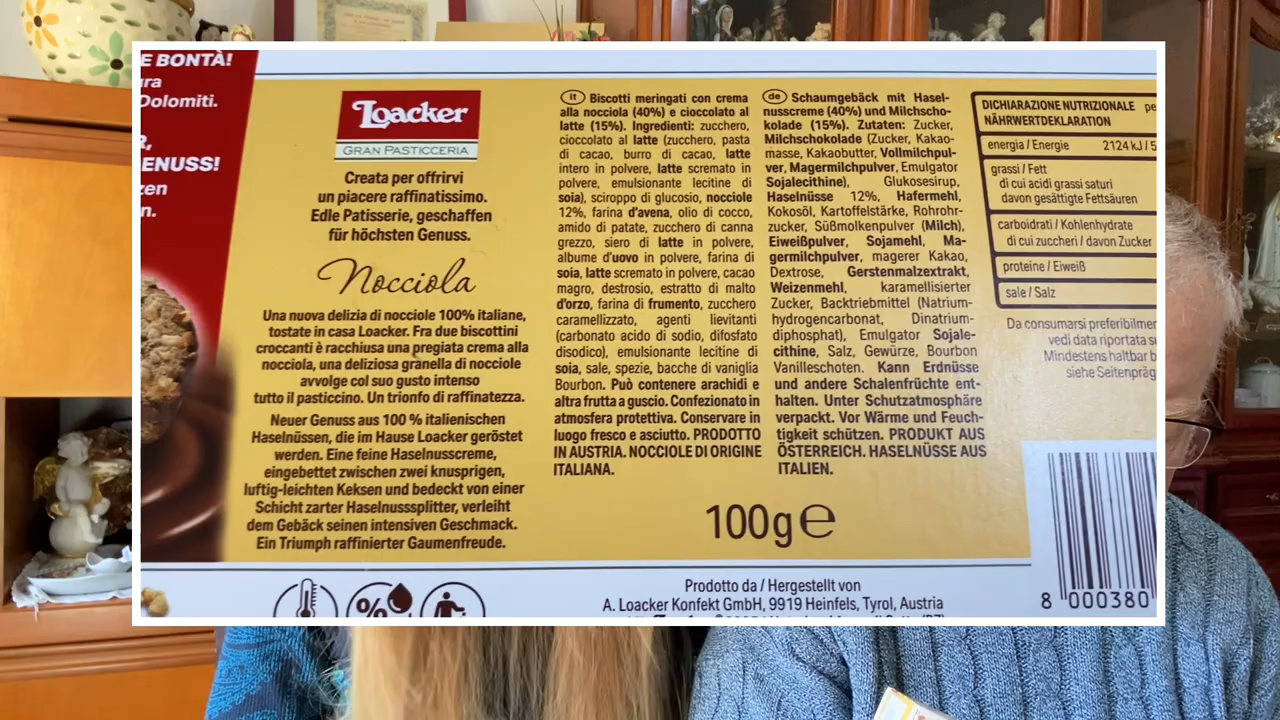 E BONTÀ!
Dolomiti.
ENUSS!
Loacker
GRAN PASTICCERIA
Creata per offrirvi
un piacere raffinatissimo.
Edle Patisserie, geschaffen
für höchsten Genuss.
Nocciola
Una nuova delizia di nocciole 100% italiane,
tostate in casa Loacker. Fra due biscottini
croccanti è racchiusa una pregiata crema alla
nocciola, una deliziosa granella di nocciole
avvolge col suo gusto intenso
tutto il pasticcino. Un trionfo di raffinatezza.
Neuer Genuss aus 100 % italienischen
Haselnüssen, die im Hause Loacker geröstet
werden. Eine feine Haselnusscreme,
eingebettet zwischen zwei knusprigen,
luftig-leichten Keksen und bedeckt von einer
Schicht zarter Haselnusssplitter, verleiht
dem Gebäck seinen intensiven Geschmack.
Ein Triumph raffinierter Gaumenfreude.
it Biscotti meringati con crema
alla nocciola (40%) e cioccolato al
latte (15%). Ingredienti: zucchero,
cioccolato al latte (zucchero, pasta
di cacao, burro di cacao, latte
intero in polvere, latte scremato in
polvere, emulsionante lecitine di
soia), sciroppo di glucosio, nocciole
12%, farina d'avena, olio di cocco,
amido di patate, zucchero di canna
grezzo, siero di latte in polvere,
albume d'uovo in polvere, farina di
soia, latte scremato in polvere, cacao
magro, destrosio, estratto di malto
d'orzo, farina di frumento, zucchero
caramellizzato, agenti lievitanti
(carbonato acido di sodio, difosfato
disodico), emulsionante lecitine di
soia, sale, spezie, bacche di vaniglia
Bourbon. Può contenere arachidi e
altra frutta a guscio. Confezionato in
atmosfera protettiva. Conservare in
luogo fresco e asciutto. PRODOTTO
IN AUSTRIA. NOCCIOLE DI ORIGINE
ITALIANA.
de Schaumgebäck mit Hasel-
nusscreme (40%) und Milchscho-
kolade (15%). Zutaten: Zucker,
Milchschokolade (Zucker, Kakao-
masse, Kakaobutter, Vollmilchpul-
ver, Magermilchpulver, Emulgator
Sojalecithine), Glukosesirup,
Haselnüsse 12%, Hafermehl,
Kokosöl, Kartoffelstärke, Rohrohr-
zucker, Süßmolkenpulver (Milch),
Eiweißpulver, Sojamehl, Ma-
germilchpulver, magerer Kakao,
Dextrose, Gerstenmalzextrakt,
Weizenmehl, karamellisierter
Zucker, Backtriebmittel (Natrium-
hydrogencarbonat, Dinatrium-
diphosphat), Emulgator Sojale-
cithine, Salz, Gewürze, Bourbon
Vanilleschoten. Kann Erdnüsse
und andere Schalenfrüchte ent-
halten. Unter Schutzatmosphäre
verpackt. Vor Wärme und Feuch-
tigkeit schützen. PRODUKT AUS
ÖSTERREICH. HASELNÜSSE AUS
ITALIEN.
100g℮
DICHIARAZIONE NUTRIZIONALE pe
NÄHRWERTDEKLARATION
energia / Energie 2124 kJ / 5
grassi / Fett
di cui acidi grassi saturi
davon gesättigte Fettsäuren
carboidrati / Kohlenhydrate
di cui zuccheri / davon Zucker
proteine / Eiweiß
sale / Salz
Da consumarsi preferibilmen
vedi data riportata su
Mindestens haltbar b
siehe Seitenpräg
8 000380
%
Prodotto da / Hergestellt von
A. Loacker Konfekt GmbH, 9919 Heinfels, Tyrol, Austria